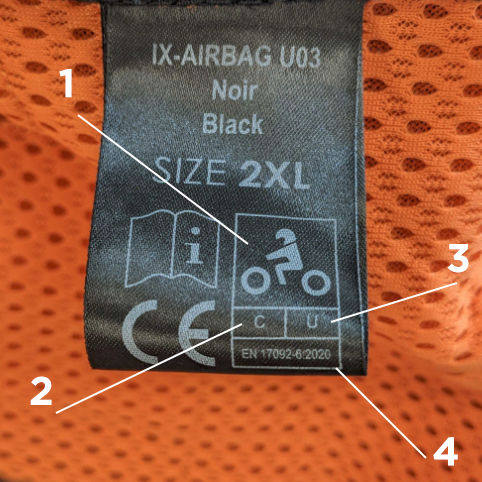 IX-AIRBAG U03
Noir
Black
SIZE 2XL
1
i
CE
C U
3
2
EN 17092-6:2020
4